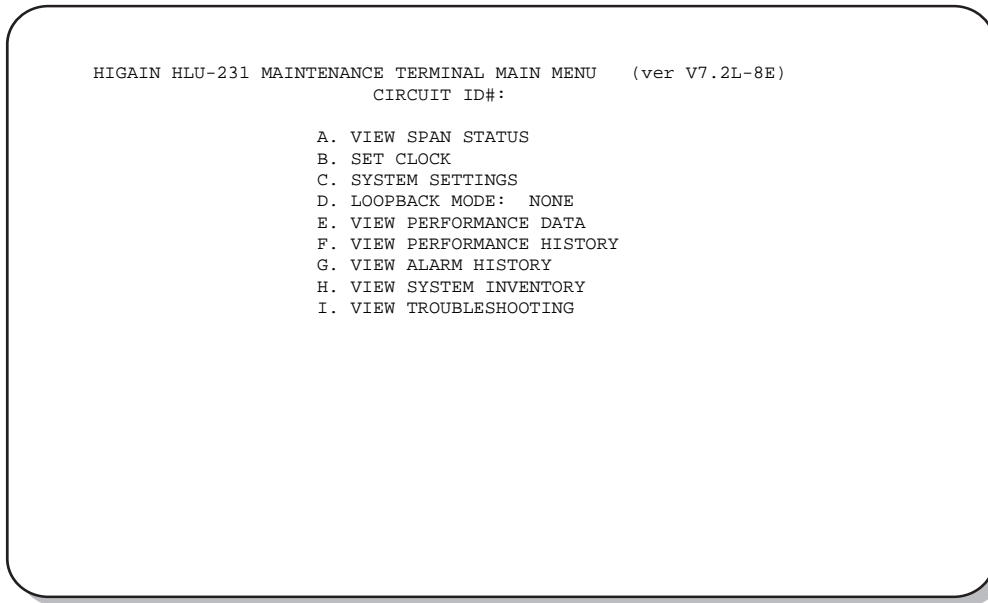 HIGAIN HLU-231 MAINTENANCE TERMINAL MAIN MENU (ver V7.2L-8E)
CIRCUIT ID#:
A. VIEW SPAN STATUS
B. SET CLOCK
C. SYSTEM SETTINGS
D. LOOPBACK MODE: NONE
E. VIEW PERFORMANCE DATA
F. VIEW PERFORMANCE HISTORY
G. VIEW ALARM HISTORY
H. VIEW SYSTEM INVENTORY
I. VIEW TROUBLESHOOTING